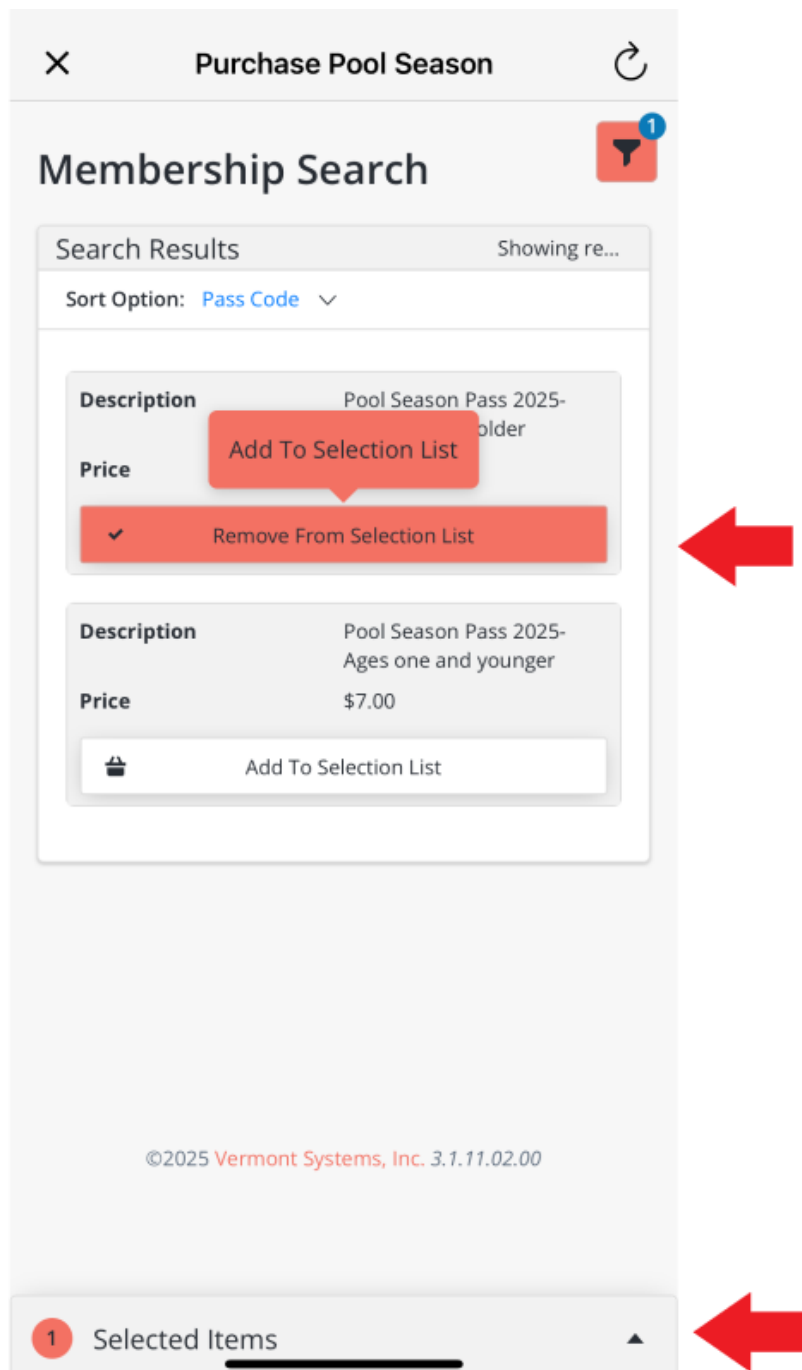 Purchase Pool Season
1
Membership Search
Search Results Showing re...
Sort Option: Pass Code
Description Pool Season Pass 2025-
older
Add To Selection List
Price
Remove From Selection List
Description Pool Season Pass 2025-
Ages one and younger
Price $7.00
Add To Selection List
©2025 Vermont Systems, Inc. 3.1.11.02.00
1 Selected Items